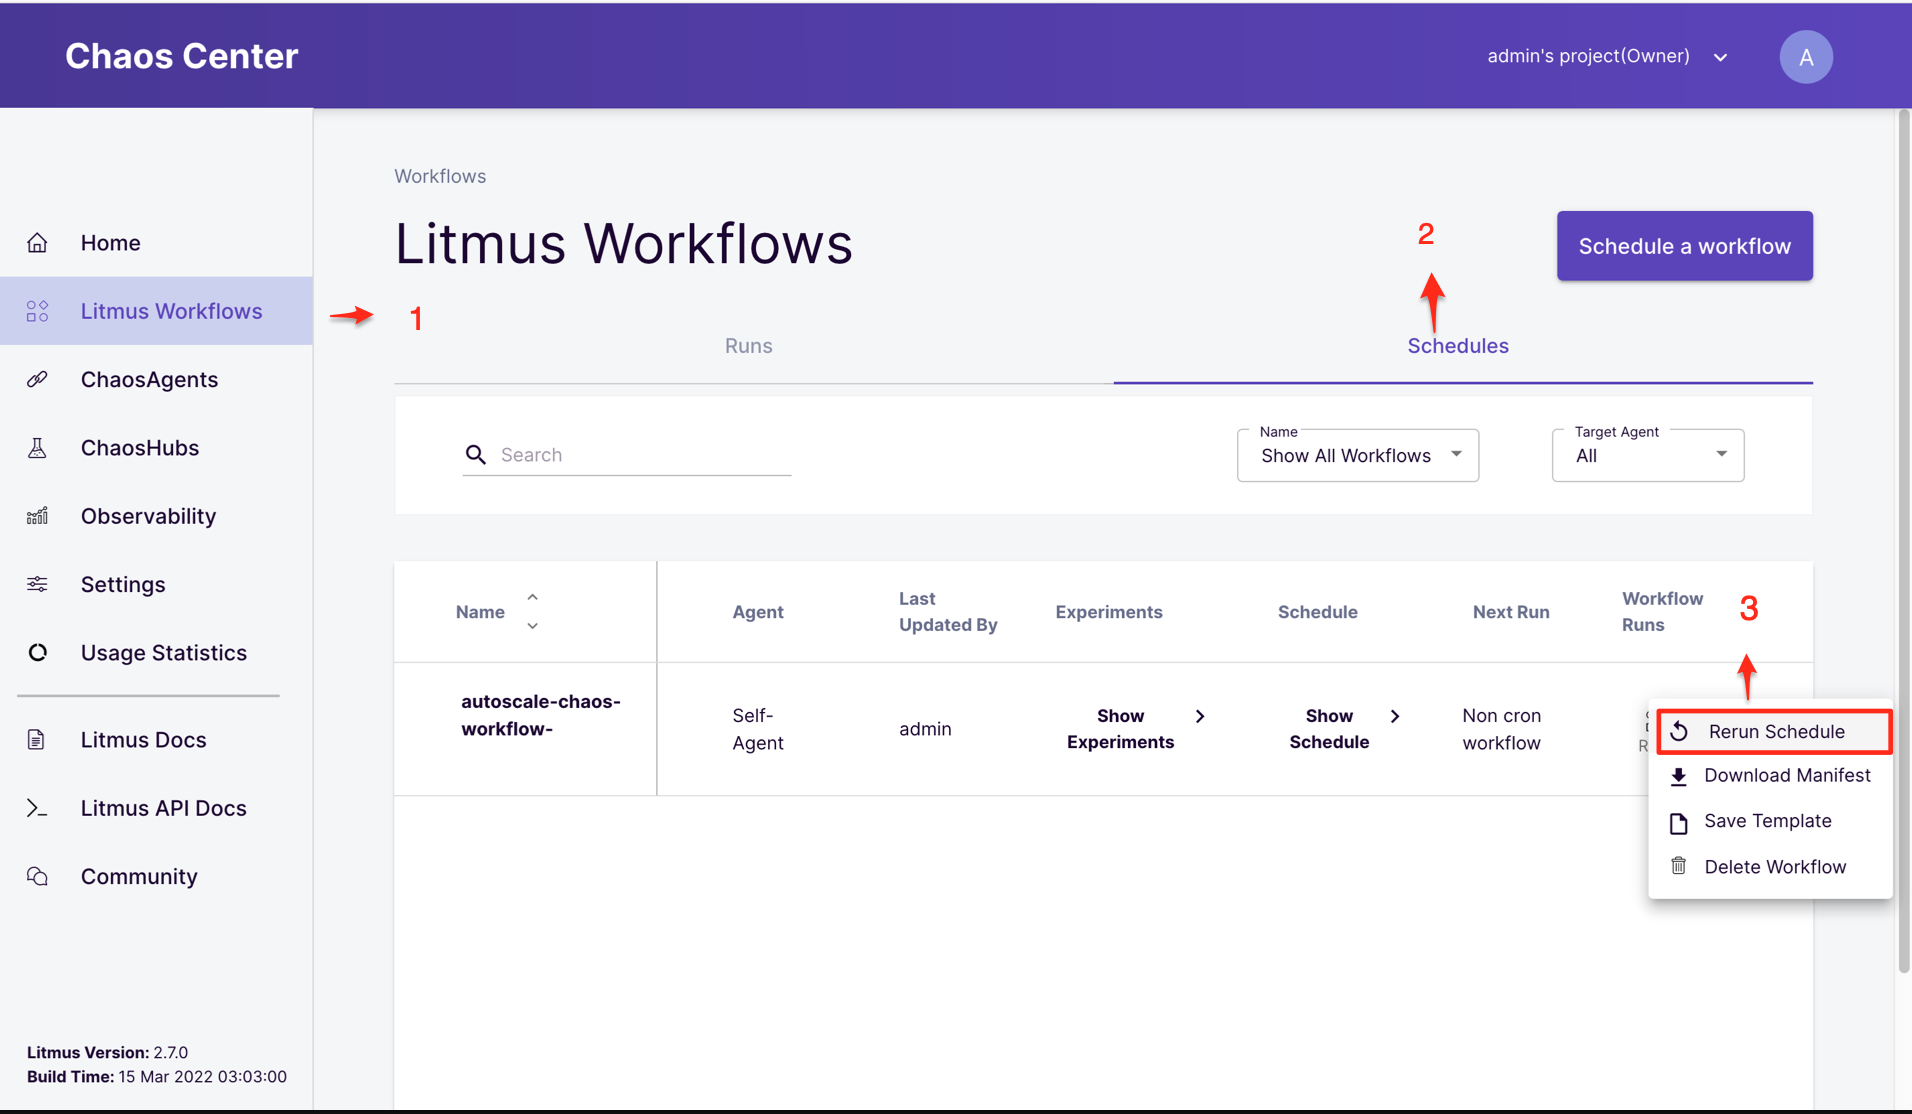 Chaos Center
admin's project(Owner)
A
Home
Litmus Workflows
ChaosAgents
ChaosHubs
Observability
Settings
Usage Statistics
Litmus Docs
Litmus API Docs
Community
Litmus Version: 2.7.0
Build Time: 15 Mar 2022 03:03:00
1
Workflows
Litmus Workflows
2
Schedule a workflow
Runs
Schedules
Search
Name
Show All Workflows
Target Agent
All
Name
Agent
Last
Updated By
Experiments
Schedule
Next Run
Workflow
Runs
3
autoscale-chaos-
workflow-
Self-
Agent
admin
Show
Experiments
Show
Schedule
Non cron
workflow
Rerun Schedule
Download Manifest
Save Template
Delete Workflow